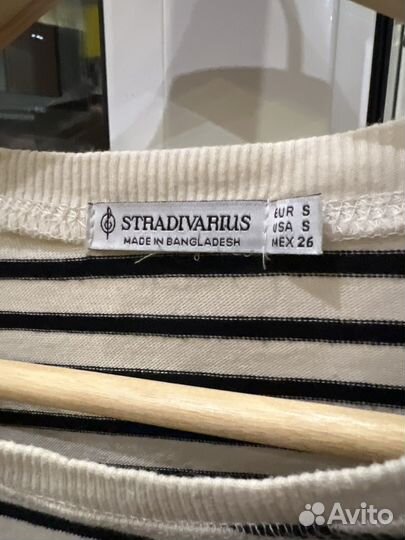 STRADIVARIUS
MADE IN BANGLADESH
EUR S
USA S
MEX 26
Avito